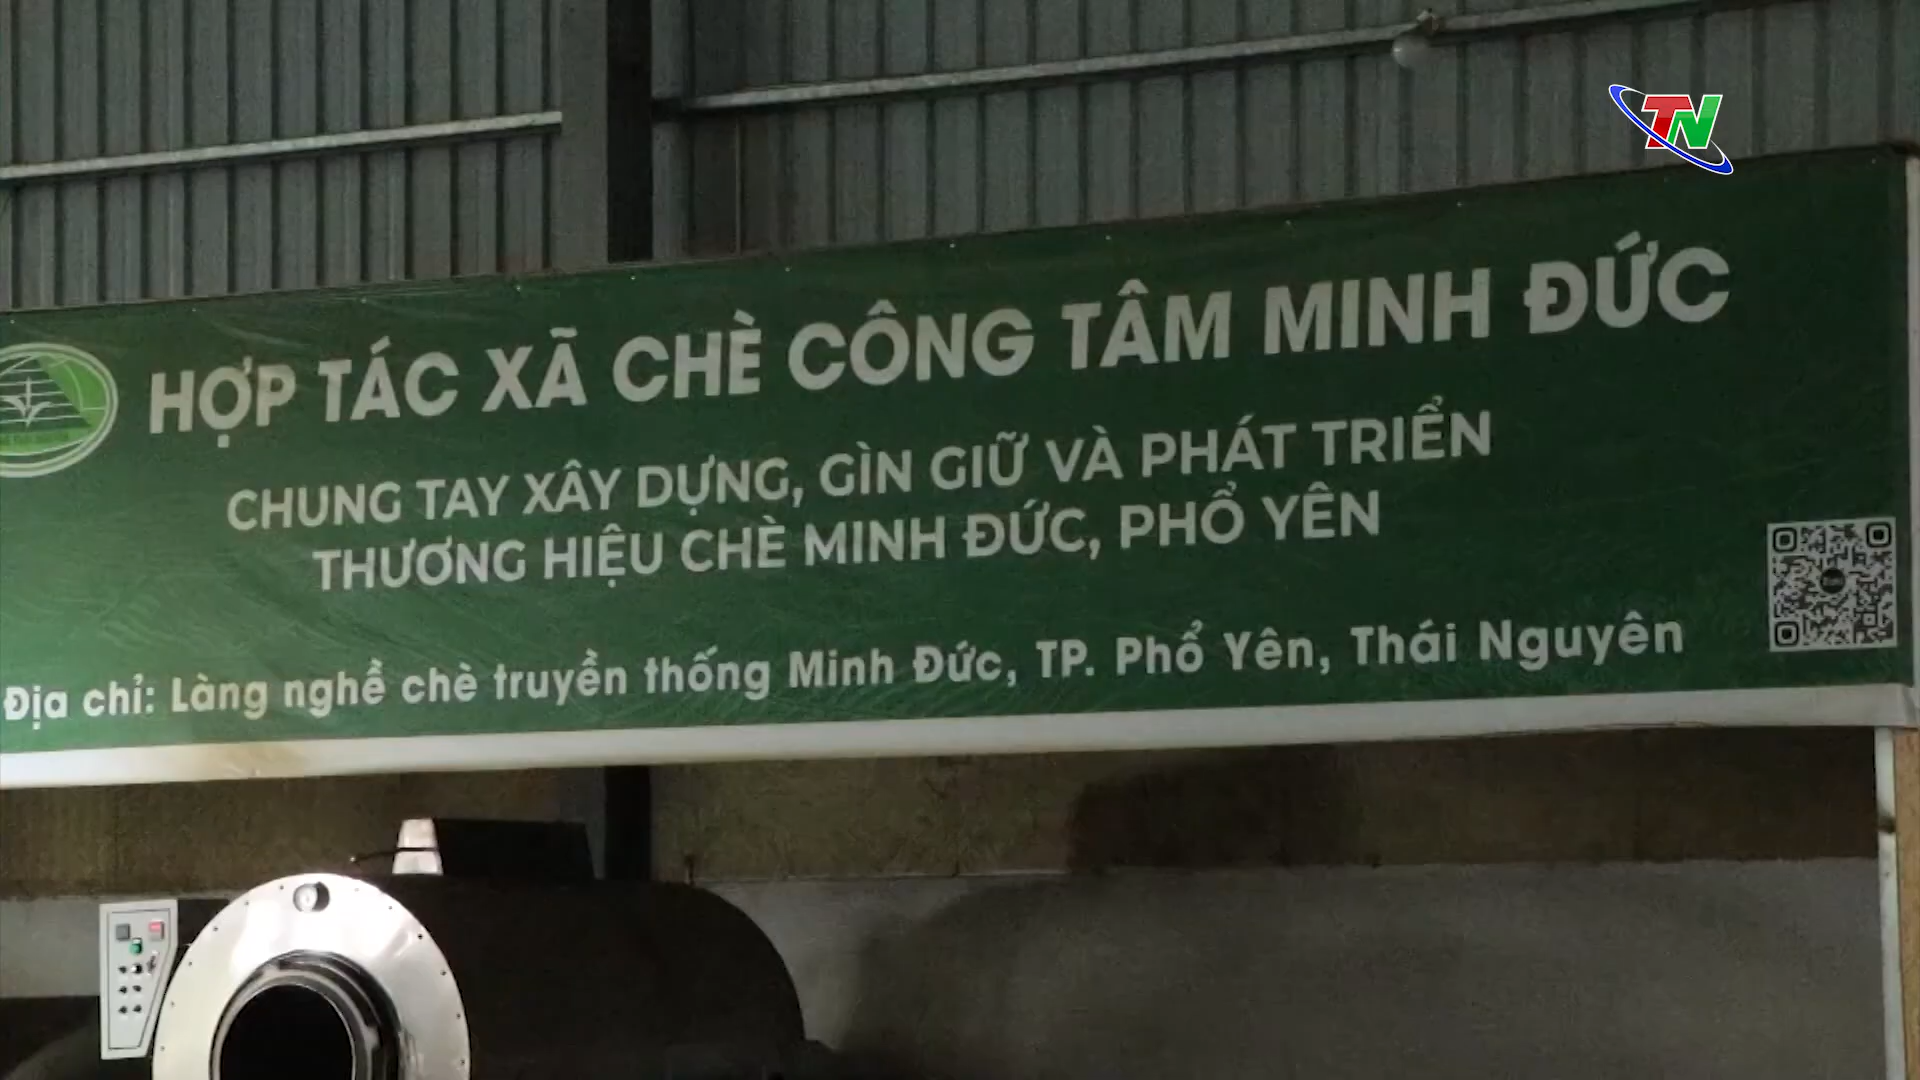 TN
HỢP TÁC XÃ CHÈ CÔNG TÂM MINH ĐỨC
CHUNG TAY XÂY DỰNG, GÌN GIỮ VÀ PHÁT TRIỂN
THƯƠNG HIỆU CHÈ MINH ĐỨC, PHỔ YÊN
Địa chỉ: Làng nghề chè truyền thống Minh Đức, TP. Phổ Yên, Thái Nguyên